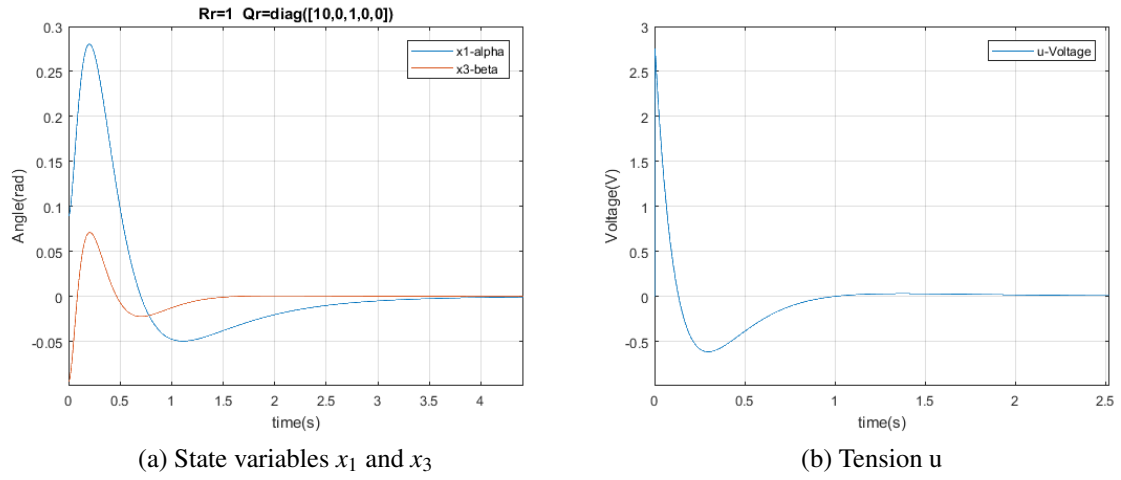 Rr=1 Qr=diag([10,0,1,0,0])
0.3
0.25
0.2
0.15
0.1
0.05
0
-0.05
Angle(rad)
x1-alpha
x3-beta
0 0.5 1 1.5 2 2.5 3 3.5 4
time(s)
(a) State variables x1 and x3
3
2.5
2
1.5
1
0.5
0
-0.5
-1
Voltage(V)
u-Voltage
0 0.5 1 1.5 2 2.5
time(s)
(b) Tension u